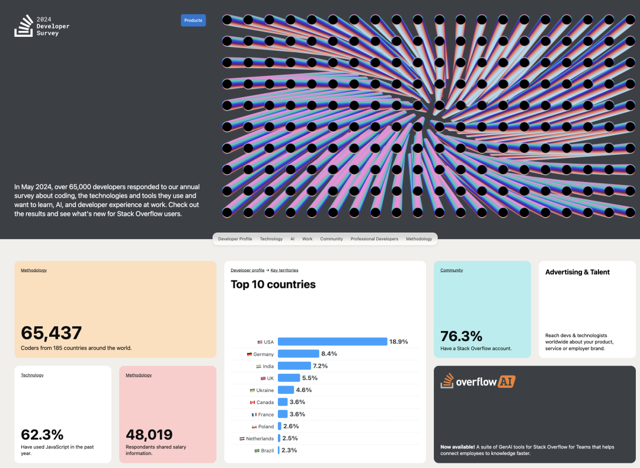 2024
Developer
Survey
Products
In May 2024, over 65,000 developers responded to our annual
survey about coding, the technologies and tools they use and
want to learn, AI, and developer experience at work. Check out
the results and see what's new for Stack Overflow users.
Developer Profile Technology AI Work Community Professional Developers Methodology
Methodology
65,437
Coders from 185 countries around the world.
Developer profile → Key territories
Top 10 countries
USA 18.9%
Germany 8.4%
India 7.2%
UK 5.5%
Ukraine 4.6%
Canada 3.6%
France 3.6%
Poland 2.6%
Netherlands 2.5%
Brazil 2.3%
Community
76.3%
Have a Stack Overflow account.
Advertising & Talent
Reach devs & technologists
worldwide about your product,
service or employer brand.
Technology
62.3%
Have used JavaScript in the past
year.
Methodology
48,019
Respondents shared salary
information.
overflow AI
Now available! A suite of GenAI tools for Stack Overflow for Teams that helps
connect employees to knowledge faster.